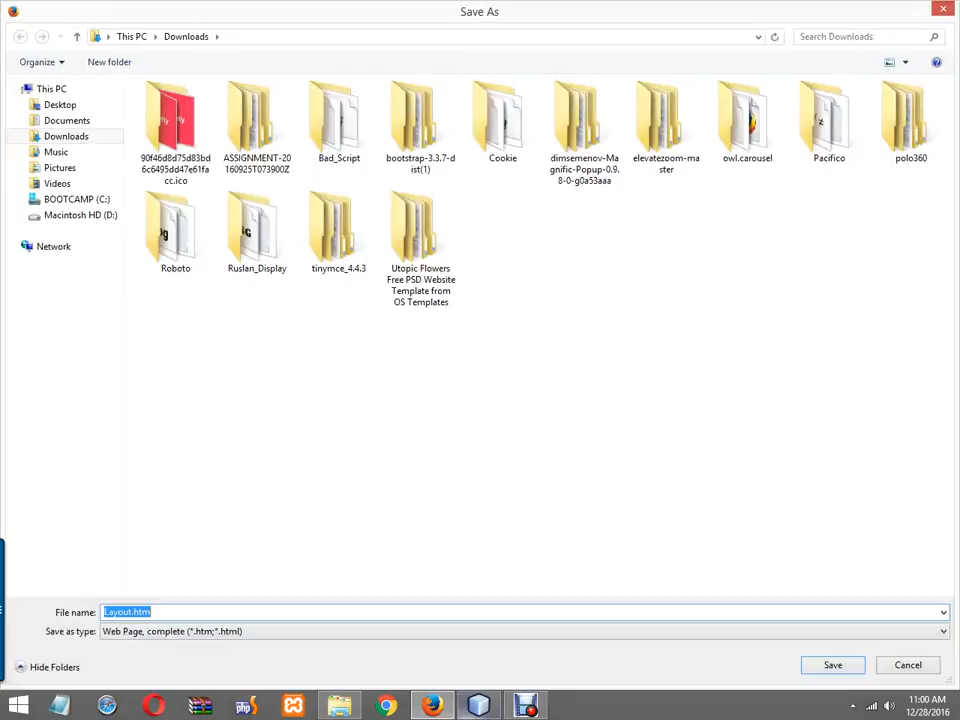 Save As
This PC
Downloads
Search Downloads
Organize
New folder
This PC
Desktop
Documents
Downloads
Music
Pictures
Videos
BOOTCAMP (C:)
Macintosh HD (D:)
Network
90f46d8d75d83bd
6c6495dd47e61fa
cc.ico
ASSIGNMENT-20
160925T073900Z
Bad_Script
bootstrap-3.3.7-d
ist(1)
Cookie
dimsemenov-Ma
gnific-Popup-0.9.
8-0-g0a53aaa
elevatezoom-ma
ster
owl.carousel
Pacifico
polo360
Roboto
Ruslan_Display
tinymce_4.4.3
Utopic Flowers
Free PSD Website
Template from
OS Templates
File name:
Layout.htm
Save as type:
Web Page, complete (*.htm;*.html)
Hide Folders
Save
Cancel
php
11:00 AM
12/28/2016